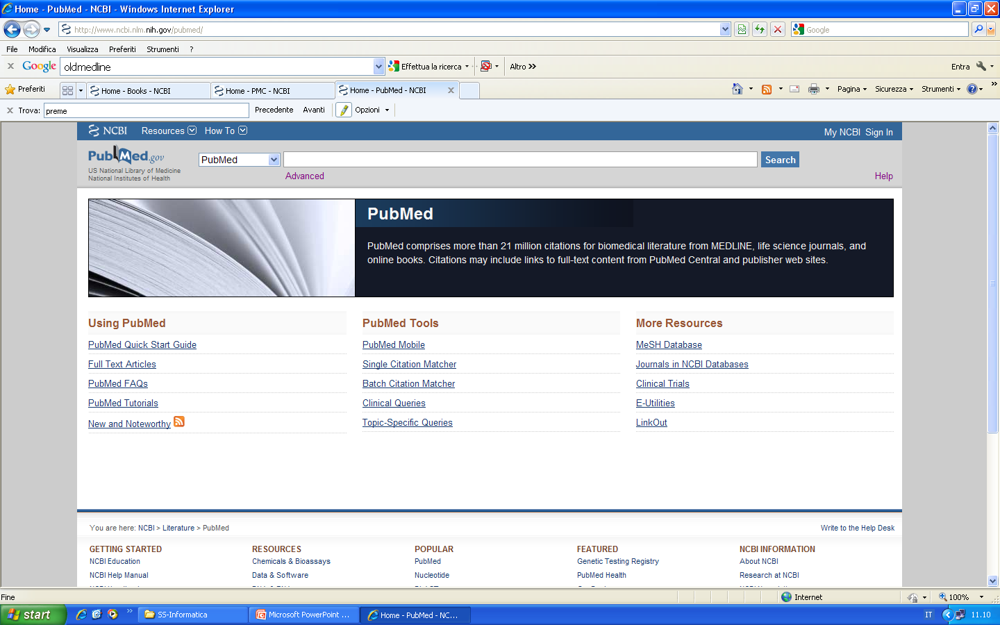 Home - PubMed - NCBI - Windows Internet Explorer
http://www.ncbi.nlm.nih.gov/pubmed/
Google
File Modifica Visualizza Preferiti Strumenti ?
x Google oldmedline Effettua la ricerca Altro >> Entra
Preferiti Home - Books - NCBI Home - PMC - NCBI Home - PubMed - NCBI Pagina Sicurezza Strumenti
x Trova: preme Precedente Avanti Opzioni
NCBI Resources How To My NCBI Sign In
PubMed.gov
US National Library of Medicine
National Institutes of Health
PubMed Search
Advanced Help
PubMed
PubMed comprises more than 21 million citations for biomedical literature from MEDLINE, life science journals, and
online books. Citations may include links to full-text content from PubMed Central and publisher web sites.
Using PubMed
PubMed Quick Start Guide
Full Text Articles
PubMed FAQs
PubMed Tutorials
New and Noteworthy
PubMed Tools
PubMed Mobile
Single Citation Matcher
Batch Citation Matcher
Clinical Queries
Topic-Specific Queries
More Resources
MeSH Database
Journals in NCBI Databases
Clinical Trials
E-Utilities
LinkOut
You are here: NCBI > Literature > PubMed
Write to the Help Desk
GETTING STARTED
NCBI Education
NCBI Help Manual
RESOURCES
Chemicals & Bioassays
Data & Software
POPULAR
PubMed
Nucleotide
FEATURED
Genetic Testing Registry
PubMed Health
NCBI INFORMATION
About NCBI
Research at NCBI
Fine Internet 100%
start SS-Informatica Microsoft PowerPoint ... Home - PubMed - NC... IT 11.10